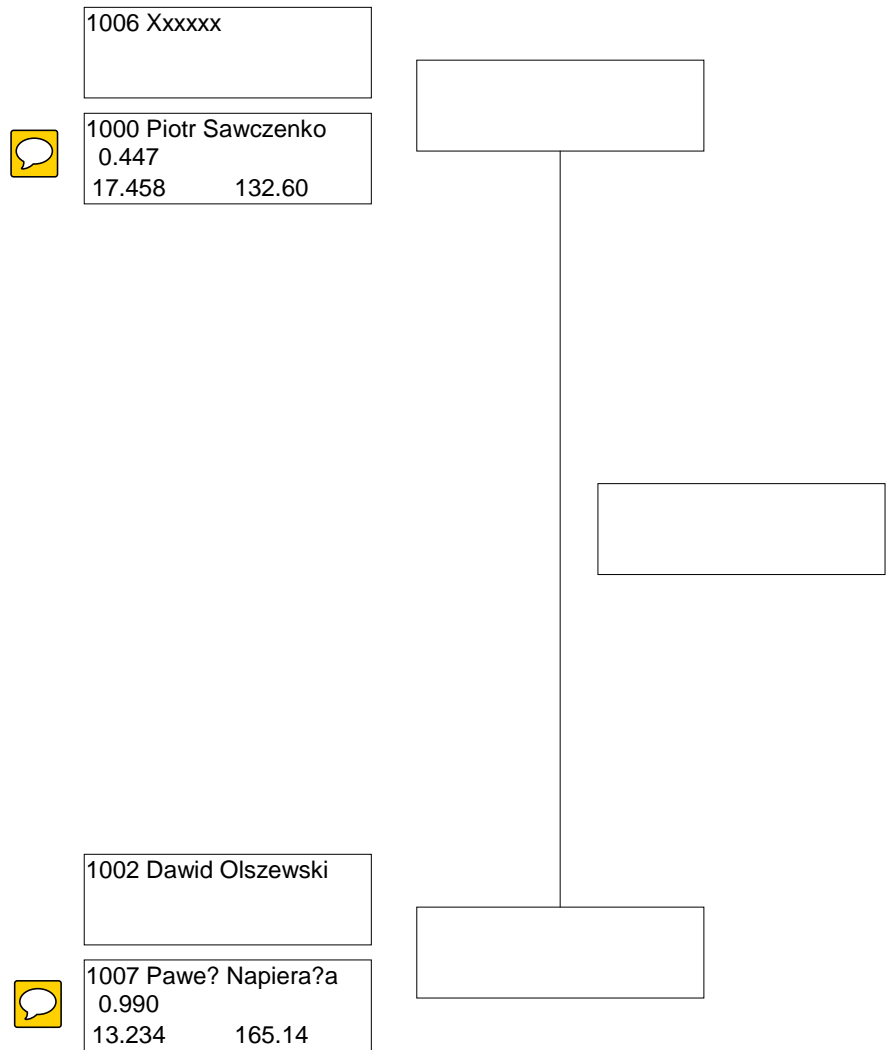 1006 Xxxxxx
1000 Piotr Sawczenko
0.447
17.458 132.60
1002 Dawid Olszewski
1007 Pawe? Napiera?a
0.990
13.234 165.14